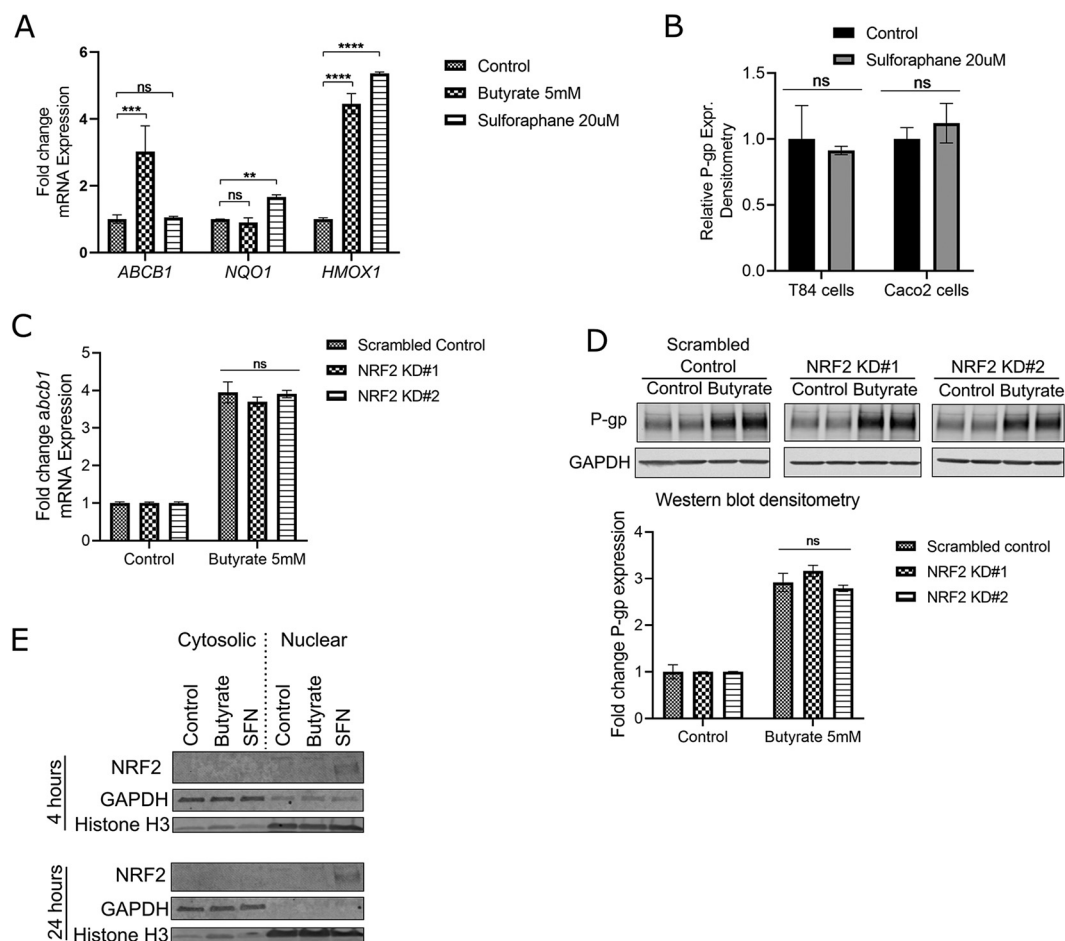 A
Fold change
mRNA Expression
6
4
2
0
ns
***
ns
**
****
****
ABCB1
NQO1
HMOX1
Control
Butyrate 5mM
Sulforaphane 20uM
B
Control
Sulforaphane 20uM
Relative P-gp Expr.
Densitometry
1.5
1.0
0.5
0.0
ns
ns
T84 cells
Caco2 cells
C
Fold change abcb1
mRNA Expression
5
4
3
2
1
0
ns
Control
Butyrate 5mM
Scrambled Control
NRF2 KD#1
NRF2 KD#2
D
Scrambled
Control
NRF2 KD#1
NRF2 KD#2
Control Butyrate
Control Butyrate
Control Butyrate
P-gp
GAPDH
Western blot densitometry
Fold change P-gp expression
4
3
2
1
0
ns
Control
Butyrate 5mM
Scrambled control
NRF2 KD#1
NRF2 KD#2
E
Cytosolic
Nuclear
Control
Butyrate
SFN
Control
Butyrate
SFN
4 hours
NRF2
GAPDH
Histone H3
24 hours
NRF2
GAPDH
Histone H3